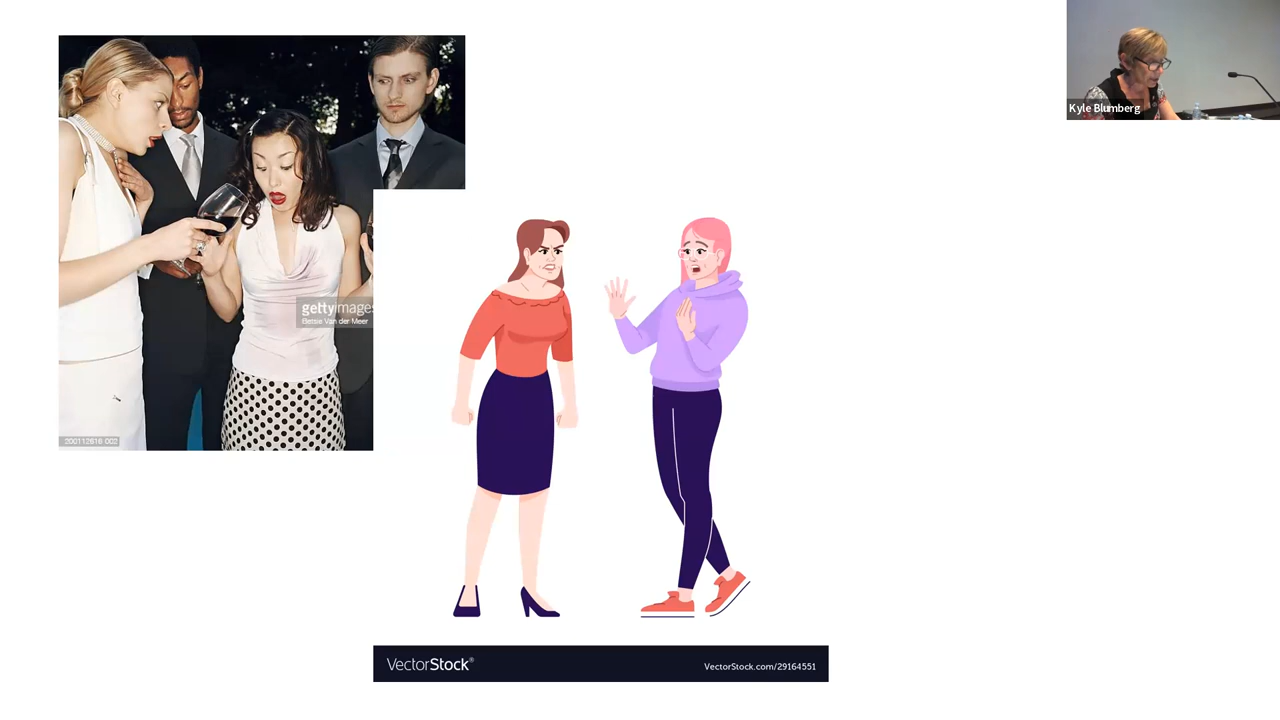 Kyle Blumberg
gettyimages
Betsie Van der Meer
200112816-002
VectorStock®
VectorStock.com/29164551